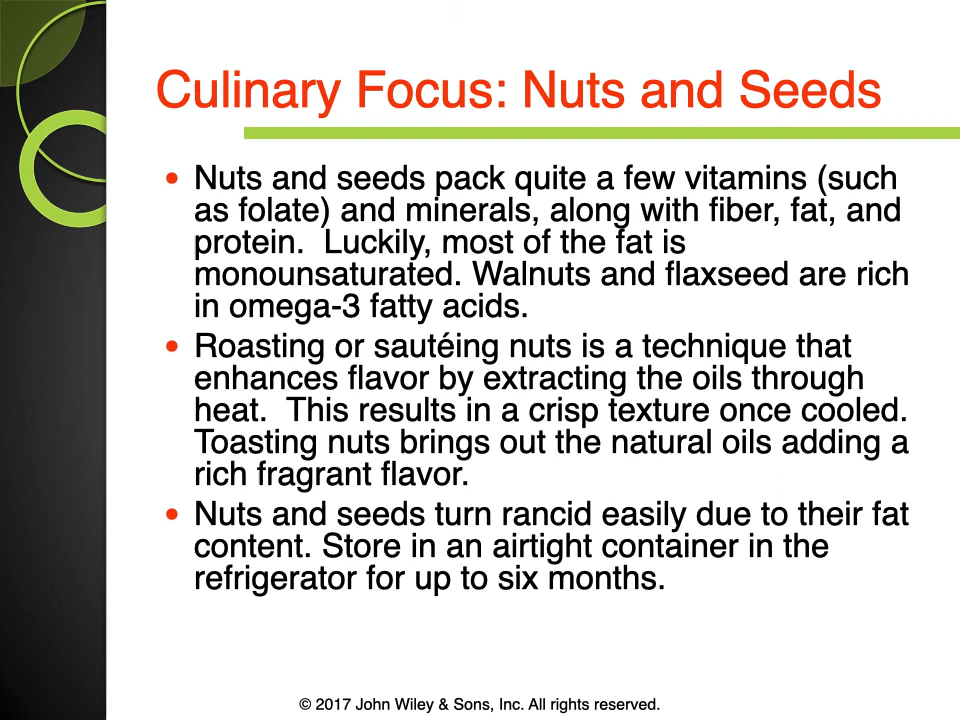 Culinary Focus: Nuts and Seeds
• Nuts and seeds pack quite a few vitamins (such
as folate) and minerals, along with fiber, fat, and
protein.  Luckily, most of the fat is
monounsaturated. Walnuts and flaxseed are rich
in omega-3 fatty acids.
• Roasting or sautéing nuts is a technique that
enhances flavor by extracting the oils through
heat.  This results in a crisp texture once cooled.
Toasting nuts brings out the natural oils adding a
rich fragrant flavor.
• Nuts and seeds turn rancid easily due to their fat
content. Store in an airtight container in the
refrigerator for up to six months.
© 2017 John Wiley & Sons, Inc. All rights reserved.